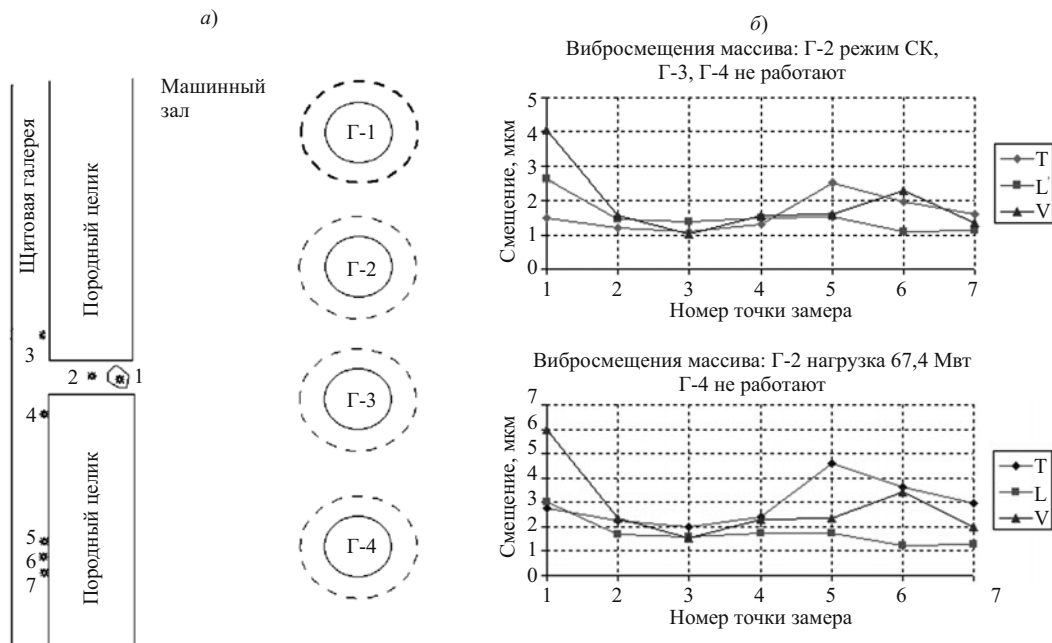 а)
Машинный
зал
Щитовая галерея
Породный целик
Г-1
Г-2
3
2
1
4
Породный целик
Г-3
5
6
7
Г-4
б)
Вибросмещения массива: Г-2 режим СК,
Г-3, Г-4 не работают
Смещение, мкм
5
4
3
2
1
0
1 2 3 4 5 6 7
Номер точки замера
T
L'
V
Вибросмещения массива: Г-2 нагрузка 67,4 Мвт
Г-4 не работают
Смещение, мкм
7
6
5
4
3
2
1
0
1 2 3 4 5 6 7
7
Номер точки замера
T
L
V